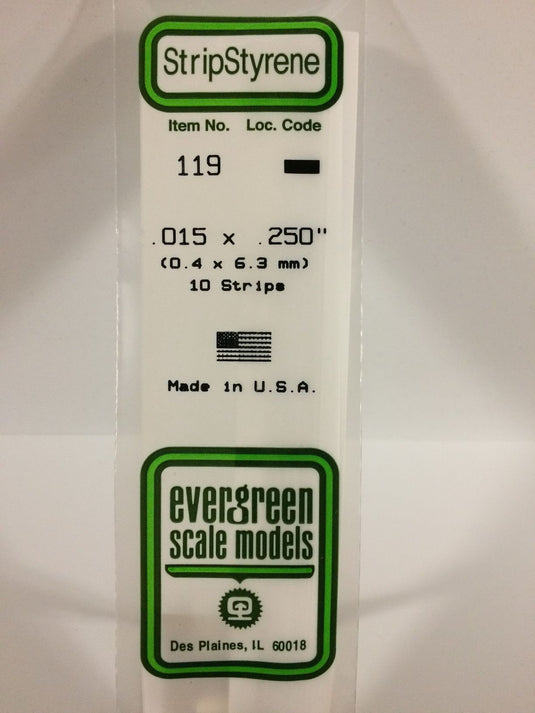 StripStyrene
Item No. Loc. Code
119
.015 x .250"
(0.4 x 6.3 mm)
10 Strips
Made in U.S.A.
evergreen
scale models
Des Plaines, IL 60018